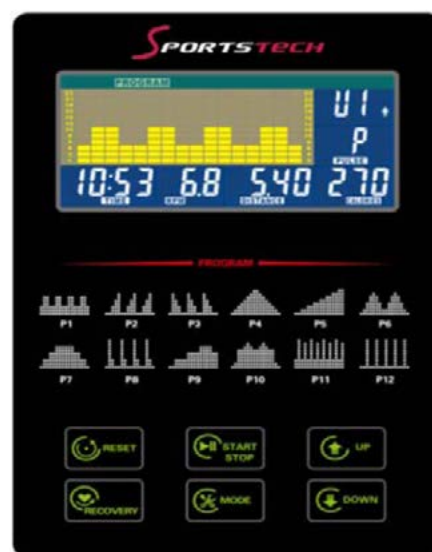 SPORTSTECH
PROGRAM
U1
P
PULSE
10:53 6.8 5.40 270
TIME RPM DISTANCE CALORIES
PROGRAM
P1 P2 P3 P4 P5 P6
P7 P8 P9 P10 P11 P12
RESET START STOP UP
RECOVERY MODE DOWN